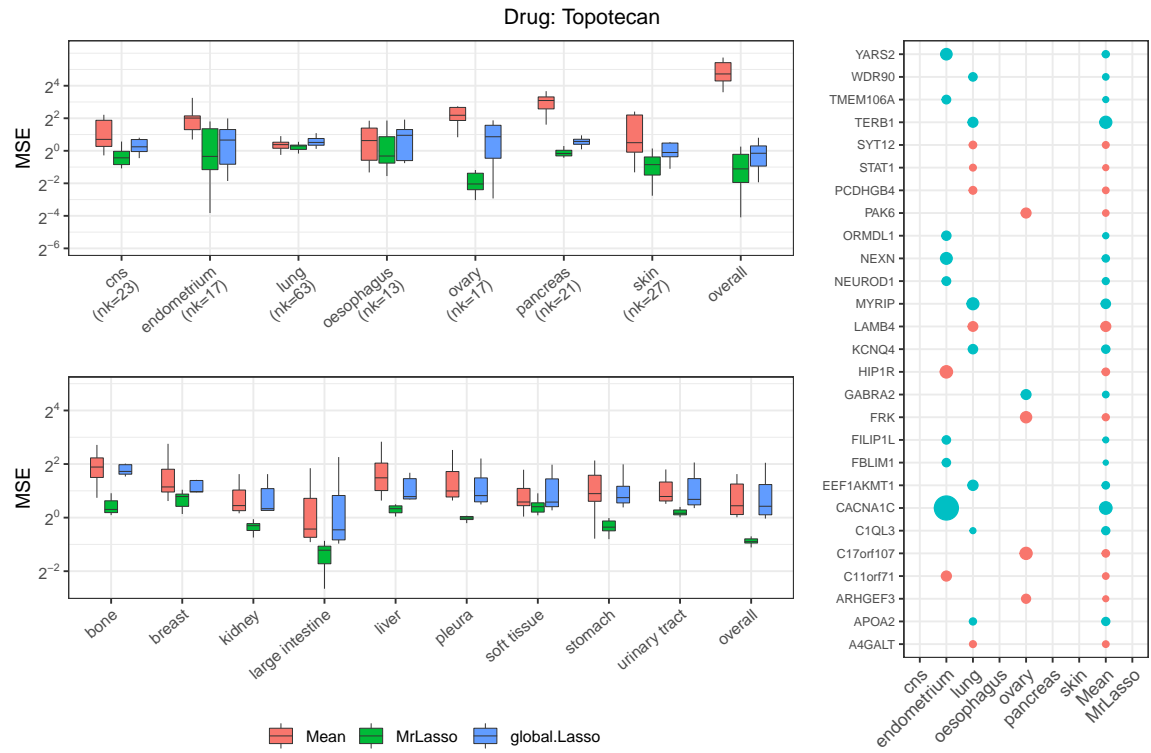 Drug: Topotecan
MSE
2^4
2^2
2^0
2^−2
2^−4
2^−6
cns
(nk=23)
endometrium
(nk=17)
lung
(nk=63)
oesophagus
(nk=13)
ovary
(nk=17)
pancreas
(nk=21)
skin
(nk=27)
overall
MSE
2^4
2^2
2^0
2^−2
bone
breast
kidney
large intestine
liver
pleura
soft tissue
stomach
urinary tract
overall
Mean
MrLasso
global.Lasso
YARS2
WDR90
TMEM106A
TERB1
SYT12
STAT1
PCDHGB4
PAK6
ORMDL1
NEXN
NEUROD1
MYRIP
LAMB4
KCNQ4
HIP1R
GABRA2
FRK
FILIP1L
FBLIM1
EEF1AKMT1
CACNA1C
C1QL3
C17orf107
C11orf71
ARHGEF3
APOA2
A4GALT
cns
endometrium
lung
oesophagus
ovary
pancreas
skin
Mean
MrLasso